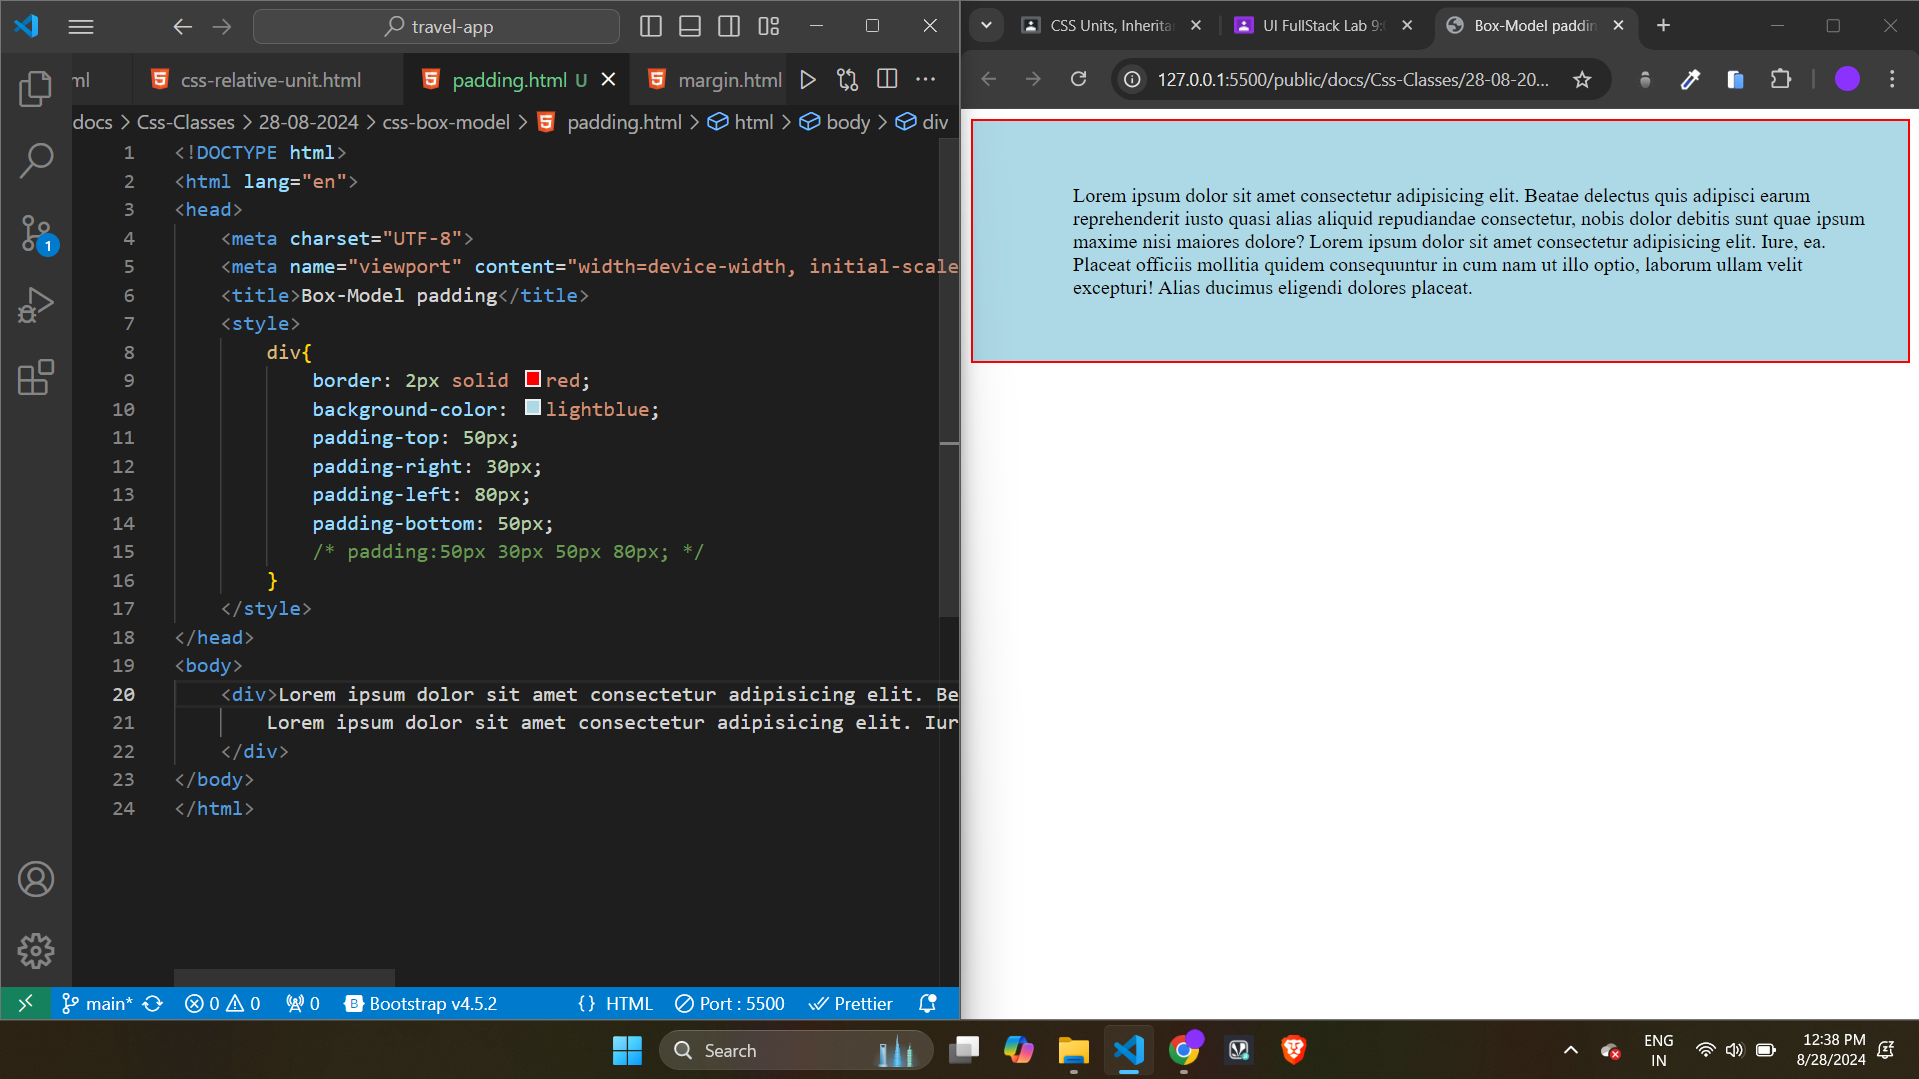 travel-app
ml
css-relative-unit.html
padding.html U
margin.html
docs > Css-Classes > 28-08-2024 > css-box-model > padding.html > html > body > div
1 <!DOCTYPE html>
2 <html lang="en">
3 <head>
4 <meta charset="UTF-8">
5 <meta name="viewport" content="width=device-width, initial-scale
6 <title>Box-Model padding</title>
7 <style>
8 div{
9 border: 2px solid red;
10 background-color: lightblue;
11 padding-top: 50px;
12 padding-right: 30px;
13 padding-left: 80px;
14 padding-bottom: 50px;
15 /* padding:50px 30px 50px 80px; */
16 }
17 </style>
18 </head>
19 <body>
20 <div>Lorem ipsum dolor sit amet consectetur adipisicing elit. Be
21 Lorem ipsum dolor sit amet consectetur adipisicing elit. Iur
22 </div>
23 </body>
24 </html>
1
main* 0 0 0 Bootstrap v4.5.2 {} HTML Port : 5500 Prettier
CSS Units, Inherita
UI FullStack Lab 9:
Box-Model paddin
127.0.0.1:5500/public/docs/Css-Classes/28-08-20...
Lorem ipsum dolor sit amet consectetur adipisicing elit. Beatae delectus quis adipisci earum
reprehenderit iusto quasi alias aliquid repudiandae consectetur, nobis dolor debitis sunt quae ipsum
maxime nisi maiores dolore? Lorem ipsum dolor sit amet consectetur adipisicing elit. Iure, ea.
Placeat officiis mollitia quidem consequuntur in cum nam ut illo optio, laborum ullam velit
excepturi! Alias ducimus eligendi dolores placeat.
Search
ENG
IN
12:38 PM
8/28/2024